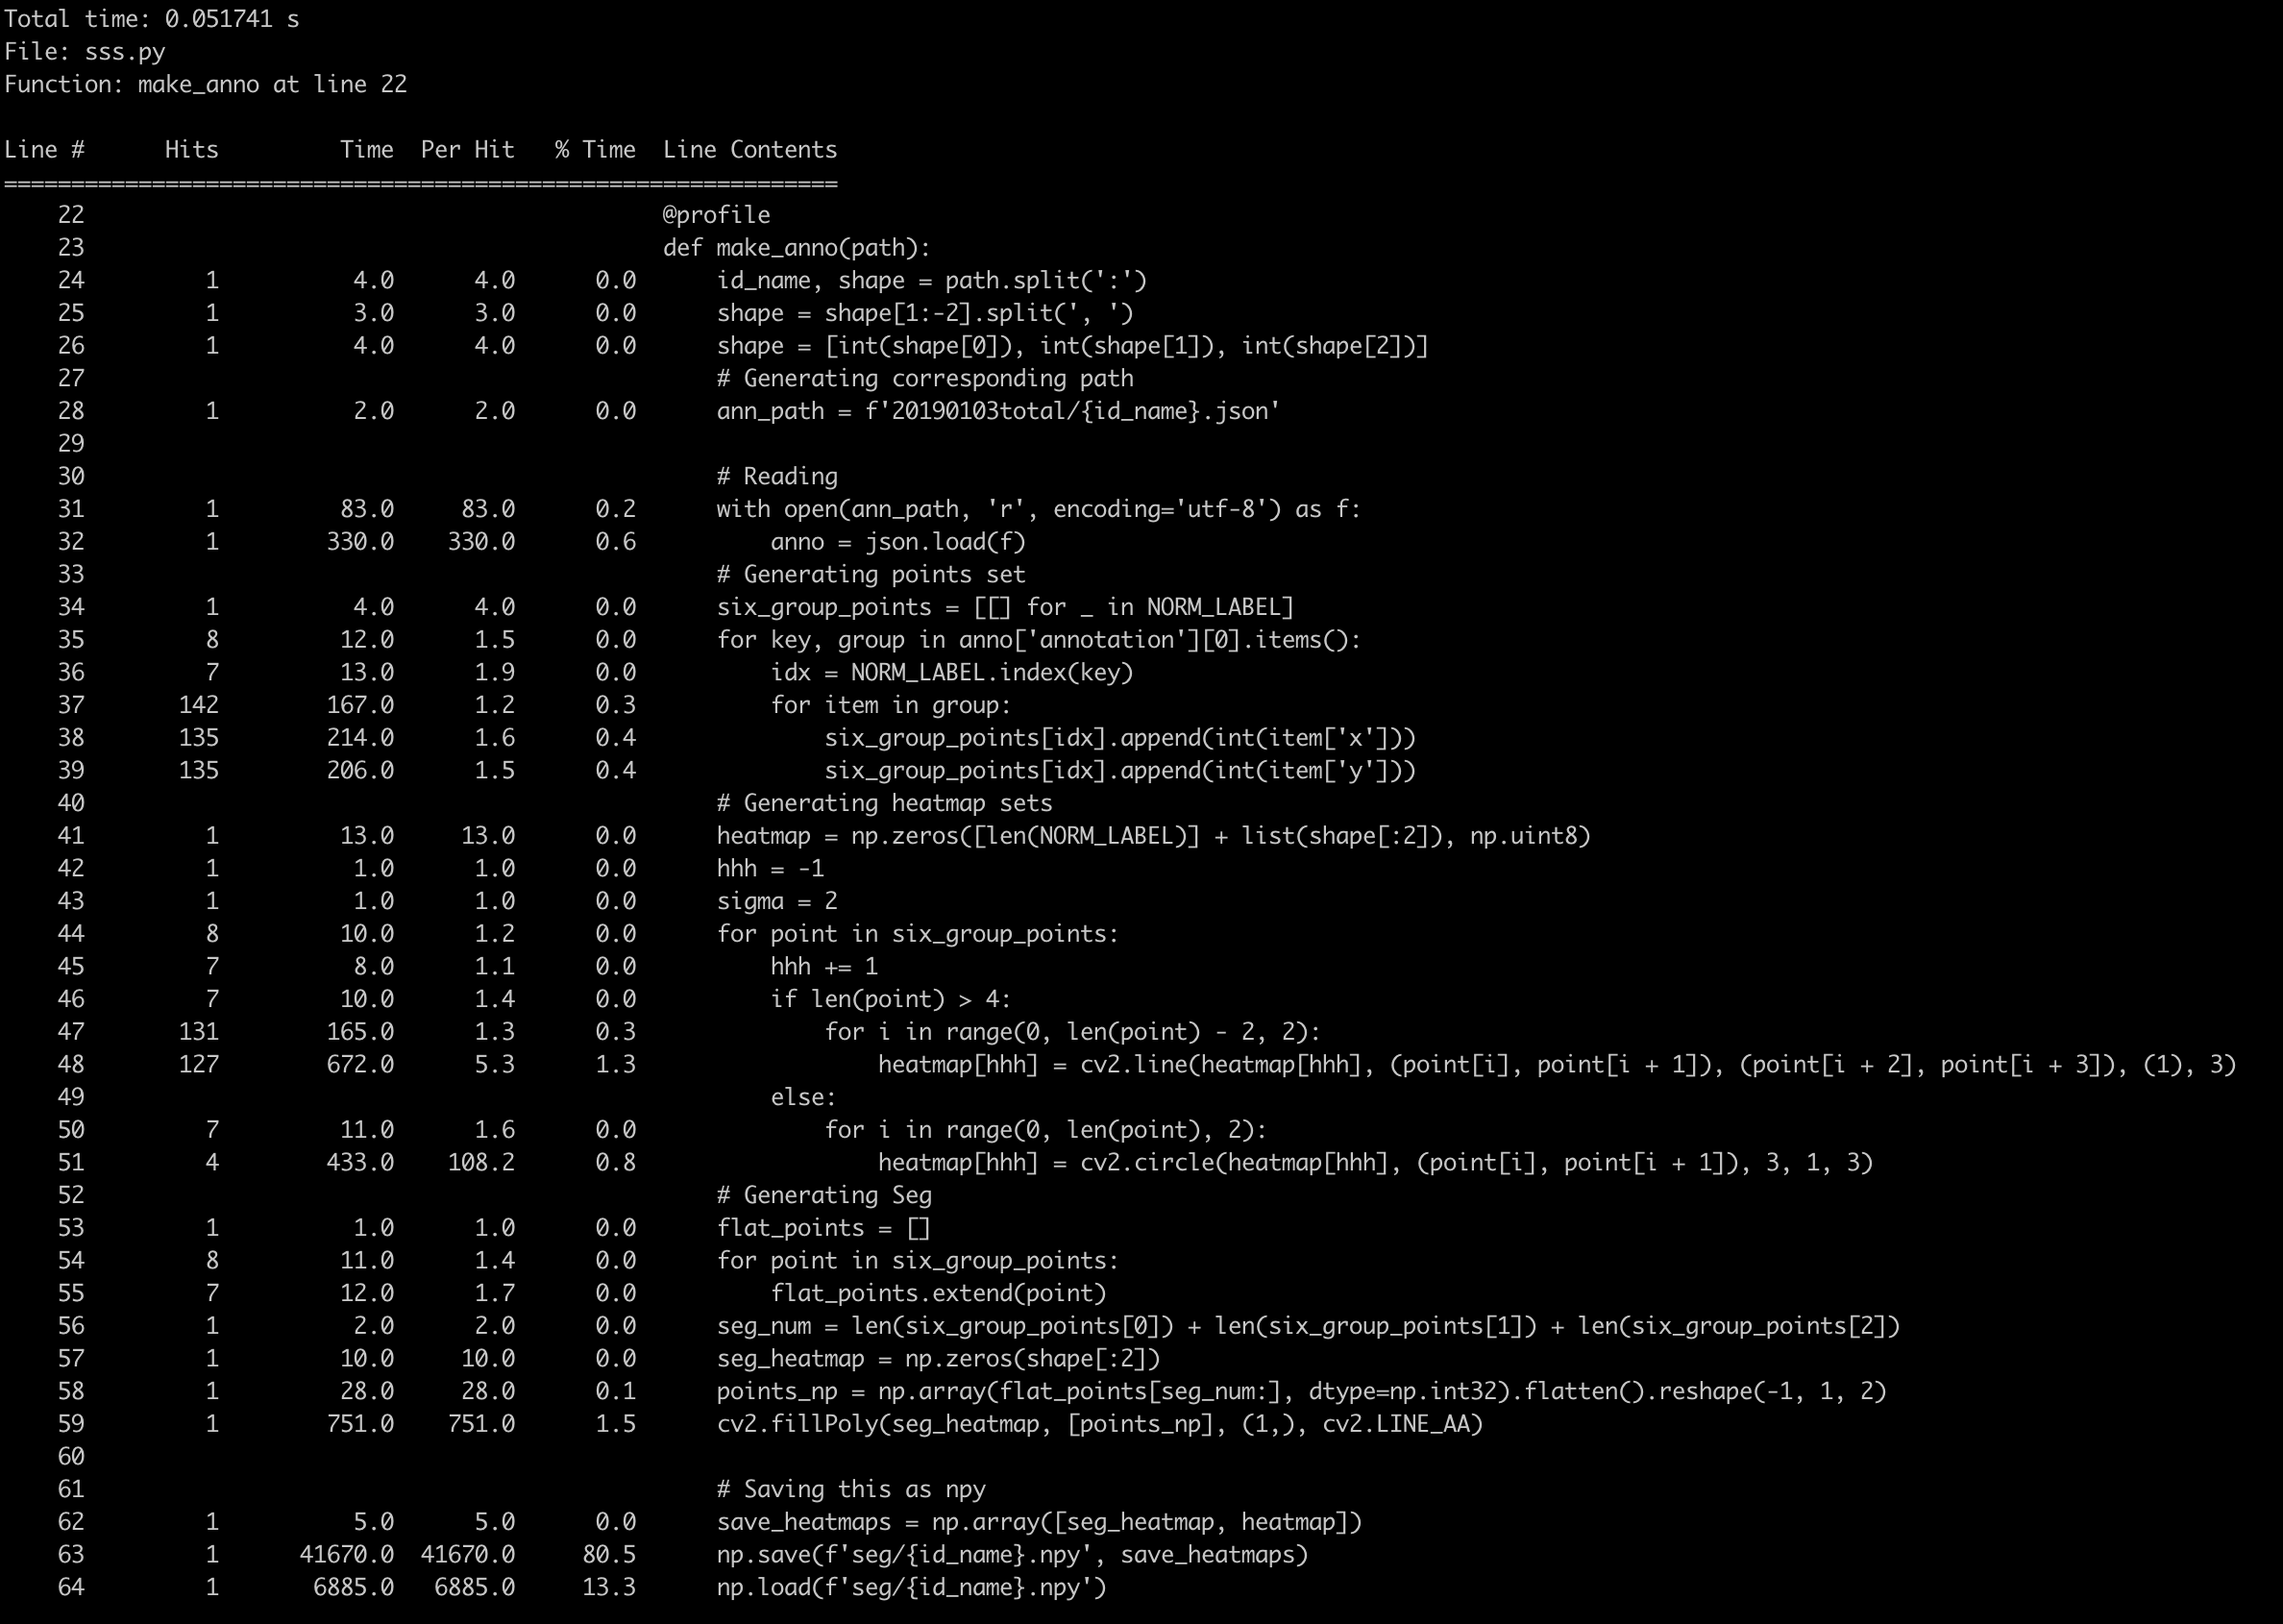 Total time: 0.051741 s
File: sss.py
Function: make_anno at line 22

Line #      Hits         Time  Per Hit   % Time  Line Contents
==============================================================
    22                                           @profile
    23                                           def make_anno(path):
    24         1          4.0      4.0      0.0      id_name, shape = path.split(':')
    25         1          3.0      3.0      0.0      shape = shape[1:-2].split(', ')
    26         1          4.0      4.0      0.0      shape = [int(shape[0]), int(shape[1]), int(shape[2])]
    27                                               # Generating corresponding path
    28         1          2.0      2.0      0.0      ann_path = f'20190103total/{id_name}.json'
    29
    30                                               # Reading
    31         1         83.0     83.0      0.2      with open(ann_path, 'r', encoding='utf-8') as f:
    32         1        330.0    330.0      0.6          anno = json.load(f)
    33                                               # Generating points set
    34         1          4.0      4.0      0.0      six_group_points = [[] for _ in NORM_LABEL]
    35         8         12.0      1.5      0.0      for key, group in anno['annotation'][0].items():
    36         7         13.0      1.9      0.0          idx = NORM_LABEL.index(key)
    37       142        167.0      1.2      0.3          for item in group:
    38       135        214.0      1.6      0.4              six_group_points[idx].append(int(item['x']))
    39       135        206.0      1.5      0.4              six_group_points[idx].append(int(item['y']))
    40                                               # Generating heatmap sets
    41         1         13.0     13.0      0.0      heatmap = np.zeros([len(NORM_LABEL)] + list(shape[:2]), np.uint8)
    42         1          1.0      1.0      0.0      hhh = -1
    43         1          1.0      1.0      0.0      sigma = 2
    44         8         10.0      1.2      0.0      for point in six_group_points:
    45         7          8.0      1.1      0.0          hhh += 1
    46         7         10.0      1.4      0.0          if len(point) > 4:
    47       131        165.0      1.3      0.3              for i in range(0, len(point) - 2, 2):
    48       127        672.0      5.3      1.3                  heatmap[hhh] = cv2.line(heatmap[hhh], (point[i], point[i + 1]), (point[i + 2], point[i + 3]), (1), 3)
    49                                                   else:
    50         7         11.0      1.6      0.0              for i in range(0, len(point), 2):
    51         4        433.0    108.2      0.8                  heatmap[hhh] = cv2.circle(heatmap[hhh], (point[i], point[i + 1]), 3, 1, 3)
    52                                               # Generating Seg
    53         1          1.0      1.0      0.0      flat_points = []
    54         8         11.0      1.4      0.0      for point in six_group_points:
    55         7         12.0      1.7      0.0          flat_points.extend(point)
    56         1          2.0      2.0      0.0      seg_num = len(six_group_points[0]) + len(six_group_points[1]) + len(six_group_points[2])
    57         1         10.0     10.0      0.0      seg_heatmap = np.zeros(shape[:2])
    58         1         28.0     28.0      0.1      points_np = np.array(flat_points[seg_num:], dtype=np.int32).flatten().reshape(-1, 1, 2)
    59         1        751.0    751.0      1.5      cv2.fillPoly(seg_heatmap, [points_np], (1,), cv2.LINE_AA)
    60
    61                                               # Saving this as npy
    62         1          5.0      5.0      0.0      save_heatmaps = np.array([seg_heatmap, heatmap])
    63         1      41670.0  41670.0     80.5      np.save(f'seg/{id_name}.npy', save_heatmaps)
    64         1       6885.0   6885.0     13.3      np.load(f'seg/{id_name}.npy')